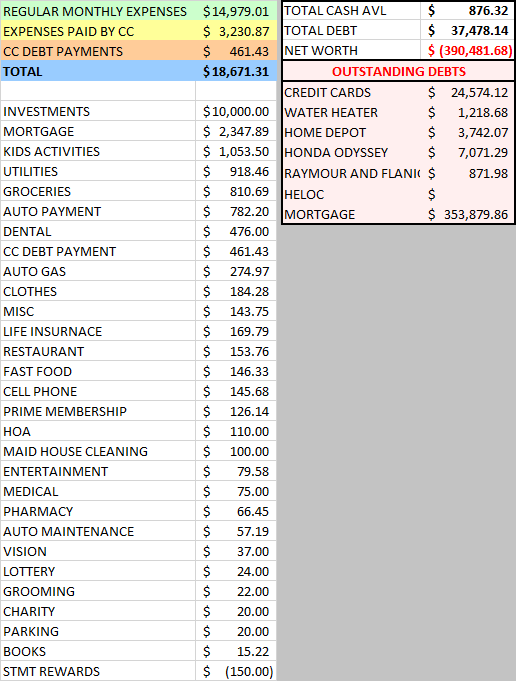 REGULAR MONTHLY EXPENSES $14,979.01
EXPENSES PAID BY CC $ 3,230.87
CC DEBT PAYMENTS $ 461.43
TOTAL $18,671.31
INVESTMENTS $10,000.00
MORTGAGE $ 2,347.89
KIDS ACTIVITIES $ 1,053.50
UTILITIES $ 918.46
GROCERIES $ 810.69
AUTO PAYMENT $ 782.20
DENTAL $ 476.00
CC DEBT PAYMENT $ 461.43
AUTO GAS $ 274.97
CLOTHES $ 184.28
MISC $ 143.75
LIFE INSURNACE $ 169.79
RESTAURANT $ 153.76
FAST FOOD $ 146.33
CELL PHONE $ 145.68
PRIME MEMBERSHIP $ 126.14
HOA $ 110.00
MAID HOUSE CLEANING $ 100.00
ENTERTAINMENT $ 79.58
MEDICAL $ 75.00
PHARMACY $ 66.45
AUTO MAINTENANCE $ 57.19
VISION $ 37.00
LOTTERY $ 24.00
GROOMING $ 22.00
CHARITY $ 20.00
PARKING $ 20.00
BOOKS $ 15.22
STMT REWARDS $ (150.00)
TOTAL CASH AVL $ 876.32
TOTAL DEBT $ 37,478.14
NET WORTH $ (390,481.68)
OUTSTANDING DEBTS
CREDIT CARDS $ 24,574.12
WATER HEATER $ 1,218.68
HOME DEPOT $ 3,742.07
HONDA ODYSSEY $ 7,071.29
RAYMOUR AND FLANI $ 871.98
HELOC $
MORTGAGE $ 353,879.86